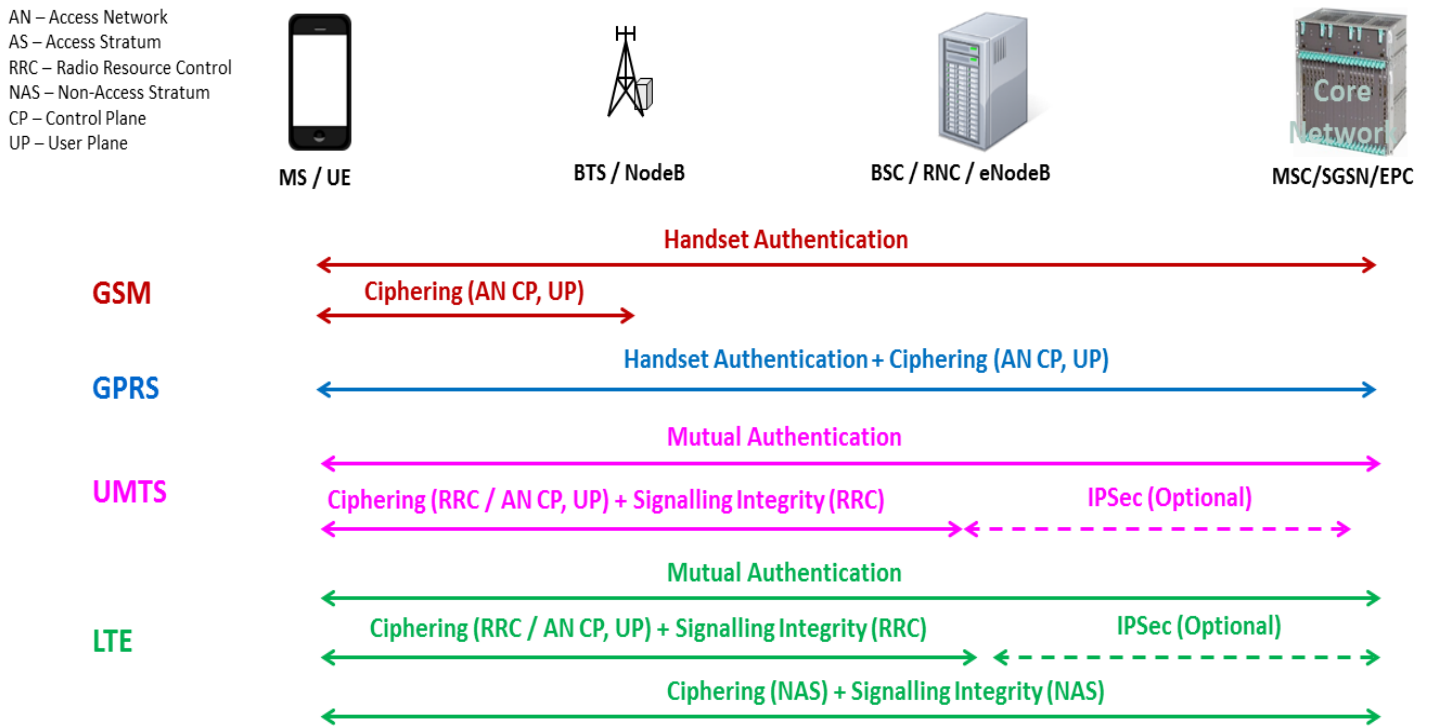 AN – Access Network
AS – Access Stratum
RRC – Radio Resource Control
NAS – Non-Access Stratum
CP – Control Plane
UP – User Plane
MS / UE
BTS / NodeB
BSC / RNC / eNodeB
Core
Network
MSC/SGSN/EPC
GSM
Handset Authentication
Ciphering (AN CP, UP)
GPRS
Handset Authentication + Ciphering (AN CP, UP)
UMTS
Mutual Authentication
Ciphering (RRC / AN CP, UP) + Signalling Integrity (RRC)
IPSec (Optional)
LTE
Mutual Authentication
Ciphering (RRC / AN CP, UP) + Signalling Integrity (RRC)
IPSec (Optional)
Ciphering (NAS) + Signalling Integrity (NAS)